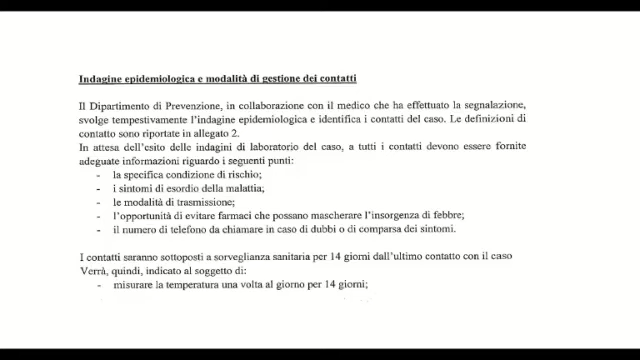 Indagine epidemiologica e modalità di gestione dei contatti
Il Dipartimento di Prevenzione, in collaborazione con il medico che ha effettuato la segnalazione,
svolge tempestivamente l'indagine epidemiologica e identifica i contatti del caso. Le definizioni di
contatto sono riportate in allegato 2.
In attesa dell'esito delle indagini di laboratorio del caso, a tutti i contatti devono essere fornite
adeguate informazioni riguardo i seguenti punti:
- la specifica condizione di rischio;
- i sintomi di esordio della malattia;
- le modalità di trasmissione;
- l'opportunità di evitare farmaci che possano mascherare l'insorgenza di febbre;
- il numero di telefono da chiamare in caso di dubbi o di comparsa dei sintomi.
I contatti saranno sottoposti a sorveglianza sanitaria per 14 giorni dall'ultimo contatto con il caso
Verrà, quindi, indicato al soggetto di:
- misurare la temperatura una volta al giorno per 14 giorni;